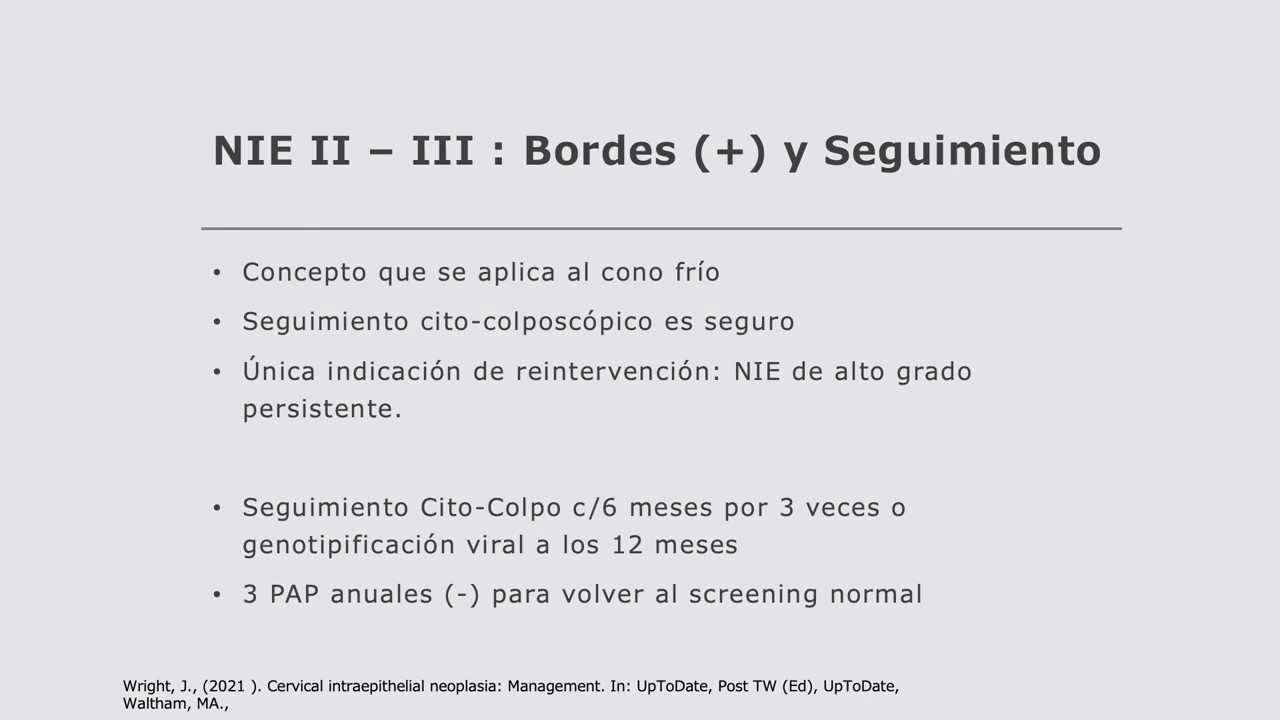 NIE II – III : Bordes (+) y Seguimiento
• Concepto que se aplica al cono frío
• Seguimiento cito-colposcópico es seguro
• Única indicación de reintervención: NIE de alto grado
persistente.
• Seguimiento Cito-Colpo c/6 meses por 3 veces o
genotipificación viral a los 12 meses
• 3 PAP anuales (-) para volver al screening normal
Wright, J., (2021 ). Cervical intraepithelial neoplasia: Management. In: UpToDate, Post TW (Ed), UpToDate,
Waltham, MA.,